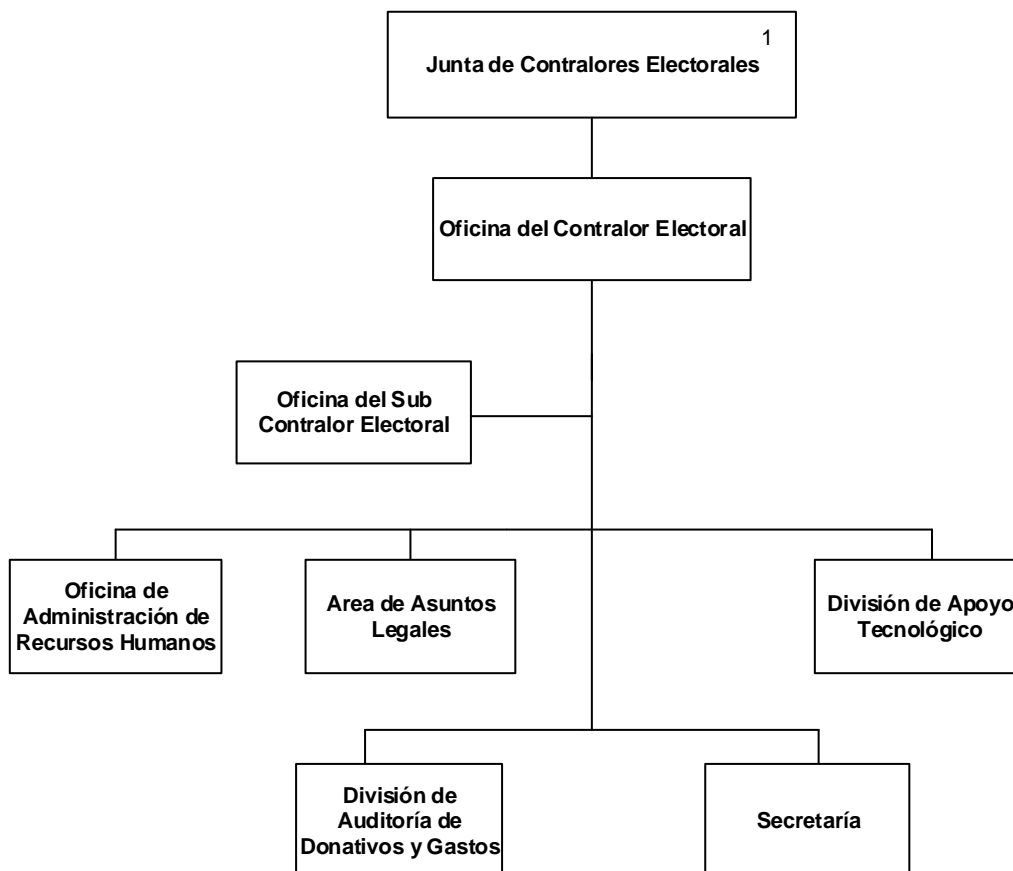 1
Junta de Contralores Electorales
Oficina del Contralor Electoral
Oficina del Sub
Contralor Electoral
Oficina de
Administración de
Recursos Humanos
Area de Asuntos
Legales
División de Apoyo
Tecnológico
División de
Auditoría de
Donativos y Gastos
Secretaría